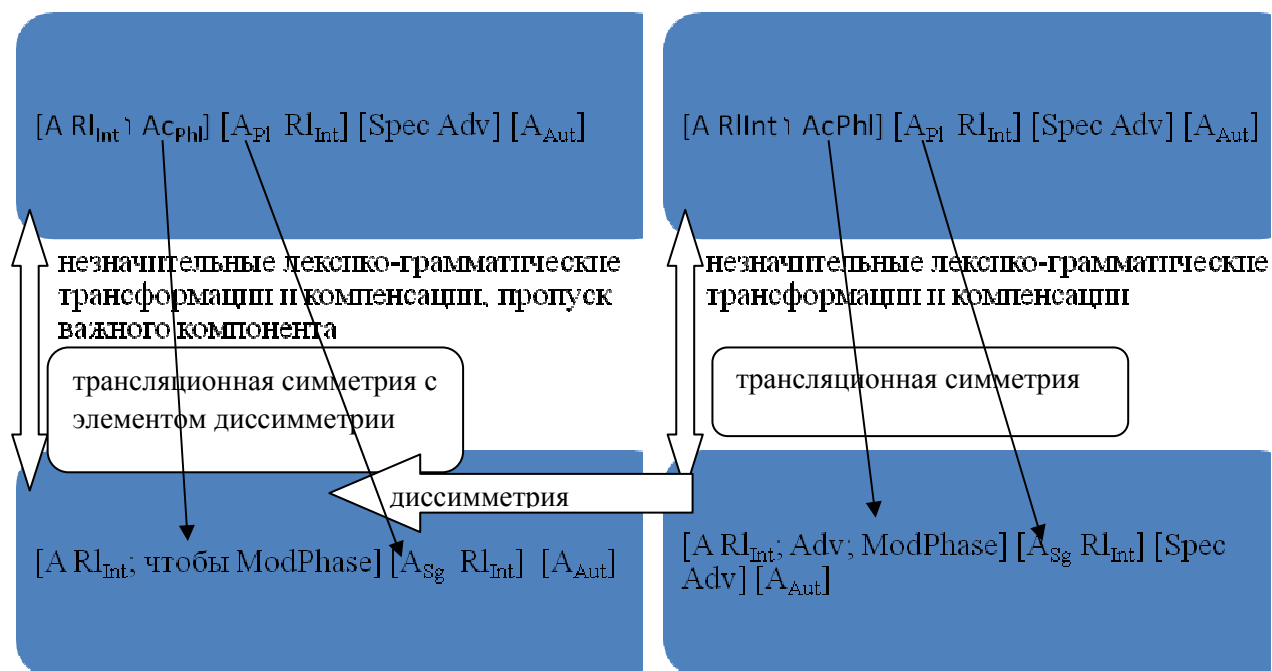 [A RlInt ι AcPhl] [APl RlInt] [Spec Adv] [AAut]
незначительные лексико-грамматические
трансформации и компенсации, пропуск
важного компонента
трансляционная симметрия с
элементом диссимметрии
[A RlInt; чтобы ModPhase] [ASg RlInt] [AAut]
[A RlInt ι AcPhl] [APl RlInt] [Spec Adv] [AAut]
незначительные лексико-грамматические
трансформации и компенсации
трансляционная симметрия
диссимметрия
[A RlInt; Adv; ModPhase] [ASg RlInt] [Spec
Adv] [AAut]